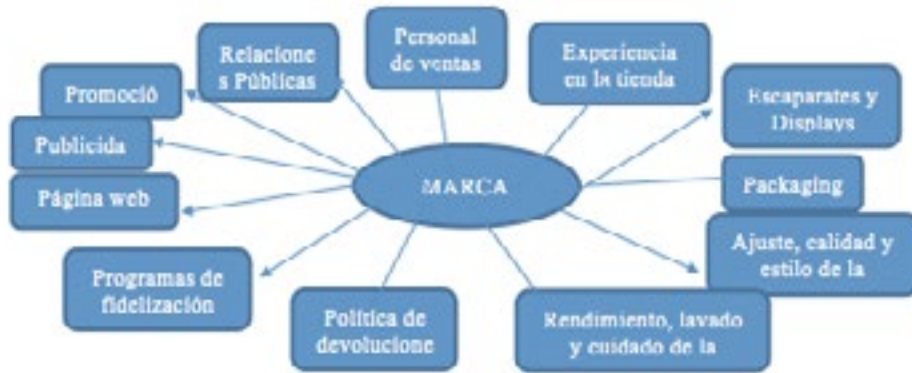 Relacione
s Públicas
Personal
de ventas
Experiencia
en la tienda
Promoció
Escaparates y
Displays
Publicida
Página web
MARCA
Packaging
Ajuste, calidad y
estilo de la
Programas de
fidelización
Política de
devolucione
Rendimiento, lavado
y cuidado de la